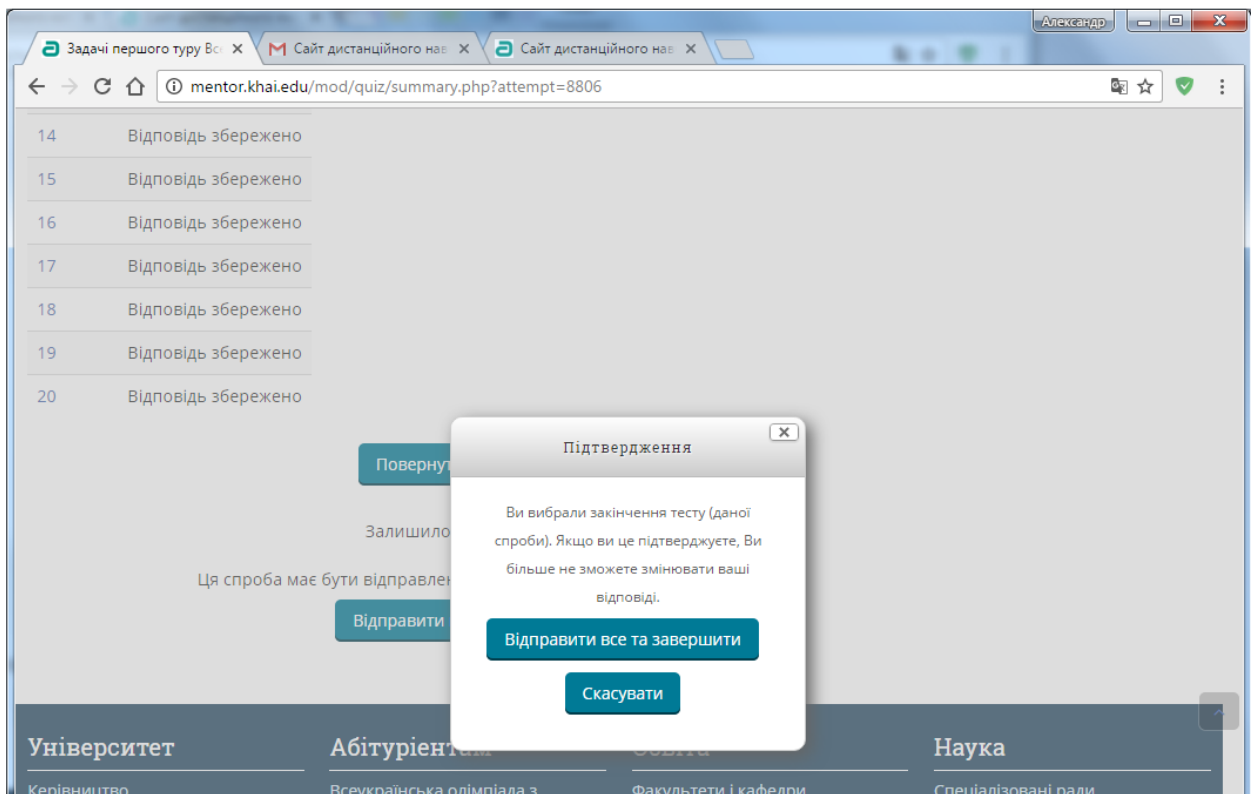 Александр
Задачі першого туру Вс
Сайт дистанційного нав
Сайт дистанційного нав
mentor.khai.edu/mod/quiz/summary.php?attempt=8806
14 Відповідь збережено
15 Відповідь збережено
16 Відповідь збережено
17 Відповідь збережено
18 Відповідь збережено
19 Відповідь збережено
20 Відповідь збережено
Повернут
Залишило
Ця спроба має бути відправлен
Відправити
Підтвердження
Ви вибрали закінчення тесту (даної
спроби). Якщо ви це підтверджуєте, Ви
більше не зможете змінювати ваші
відповіді.
Відправити все та завершити
Скасувати
Університет
Абітурієнтам
Освіта
Наука
Керівництво
Всеукраїнська олімпіада з
Факультети і кафедри
Спеціалізовані ради